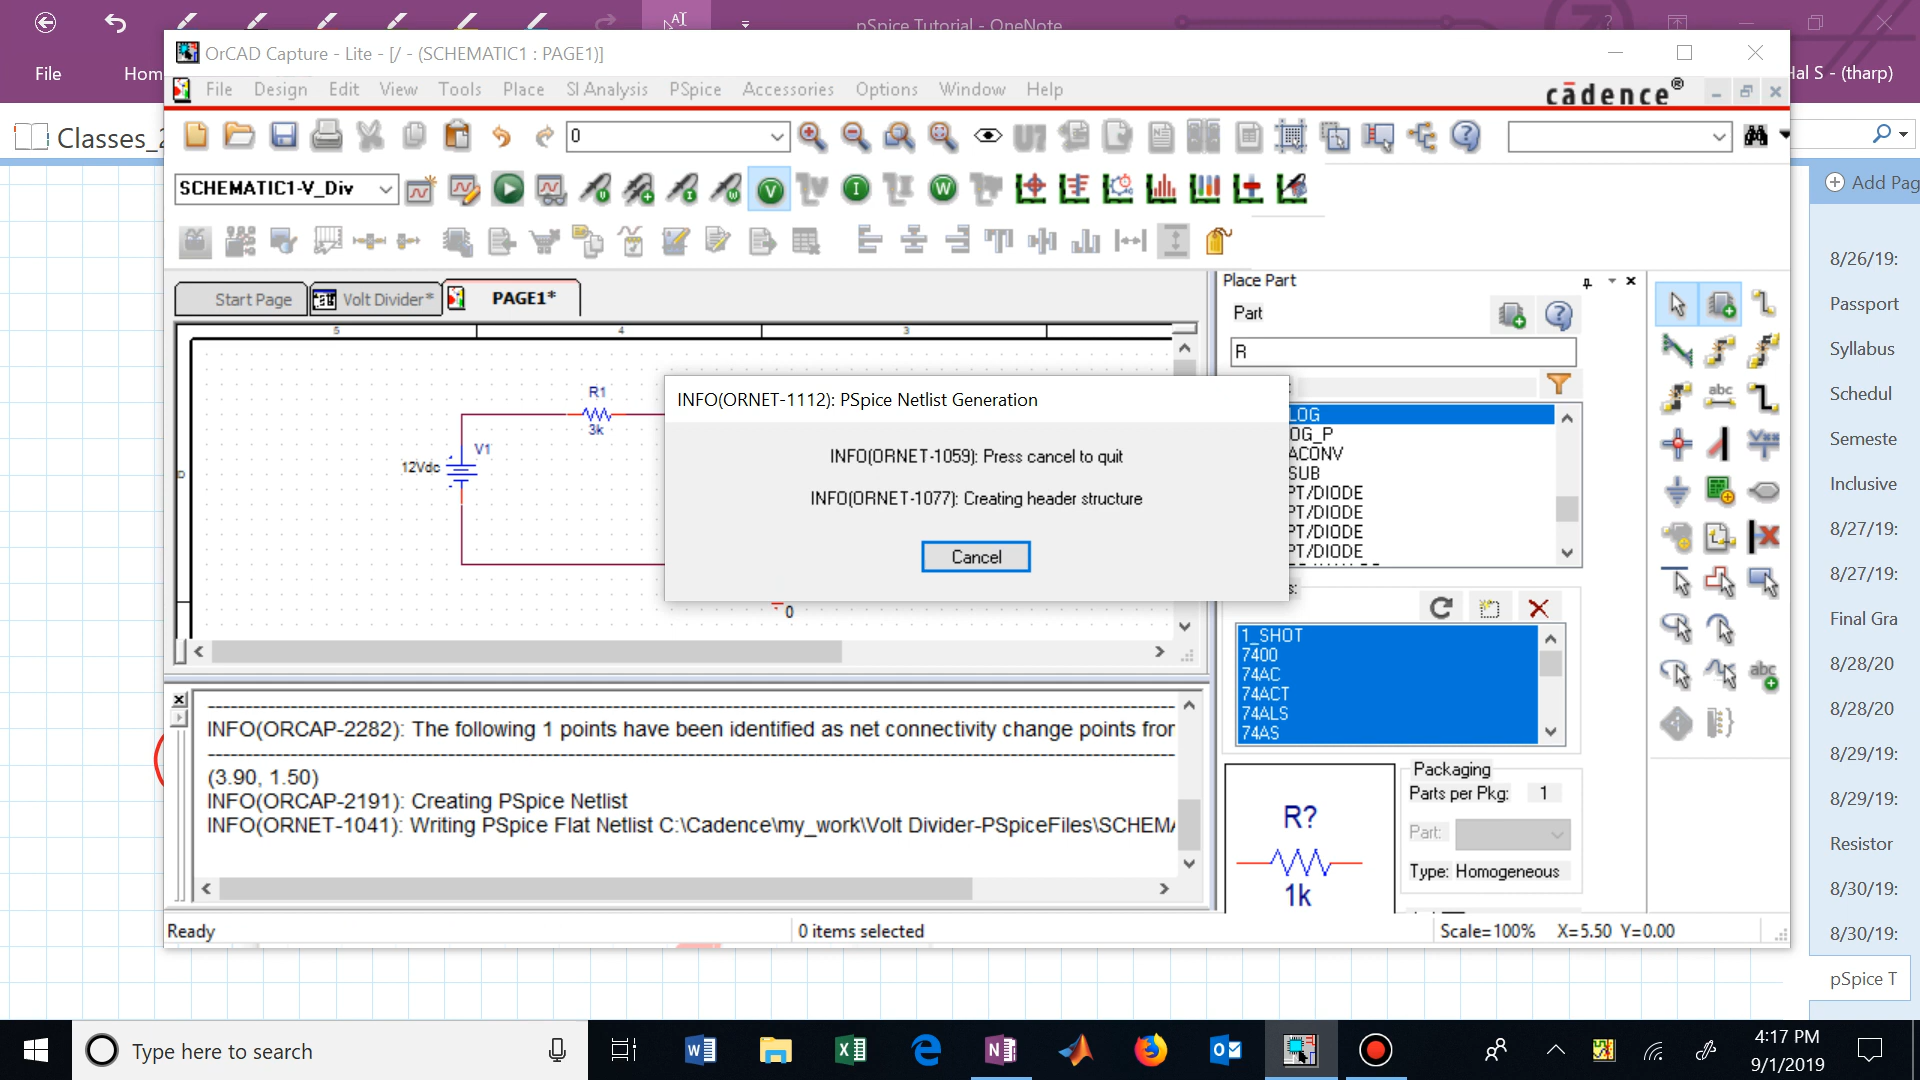 pSpice Tutorial - OneNote
File
Hal S - (tharp)
OrCAD Capture - Lite - [/ - (SCHEMATIC1 : PAGE1)]
File Design Edit View Tools Place SI Analysis PSpice Accessories Options Window Help
cādence®
Classes_2
0
SCHEMATIC1-V_Div
Start Page
Volt Divider*
PAGE1*
5 4 3
D
R1
3k
V1
12Vdc
0
INFO(ORNET-1112): PSpice Netlist Generation
INFO(ORNET-1059): Press cancel to quit
INFO(ORNET-1077): Creating header structure
Cancel
Place Part
Part
R
LOG
OG_P
ACONV
SUB
PT/DIODE
PT/DIODE
PT/DIODE
PT/DIODE
1_SHOT
7400
74AC
74ACT
74ALS
74AS
Packaging
Parts per Pkg: 1
Part:
Type: Homogeneous
R?
1k
INFO(ORCAP-2282): The following 1 points have been identified as net connectivity change points fror
(3.90, 1.50)
INFO(ORCAP-2191): Creating PSpice Netlist
INFO(ORNET-1041): Writing PSpice Flat Netlist C:\Cadence\my_work\Volt Divider-PSpiceFiles\SCHEM
Ready
0 items selected
Scale=100% X=5.50 Y=0.00
Add Pag
8/26/19:
Passport
Syllabus
Schedul
Semeste
Inclusive
8/27/19:
8/27/19:
Final Gra
8/28/20
8/28/20
8/29/19:
8/29/19:
Resistor
8/30/19:
8/30/19:
pSpice T
Type here to search
4:17 PM
9/1/2019